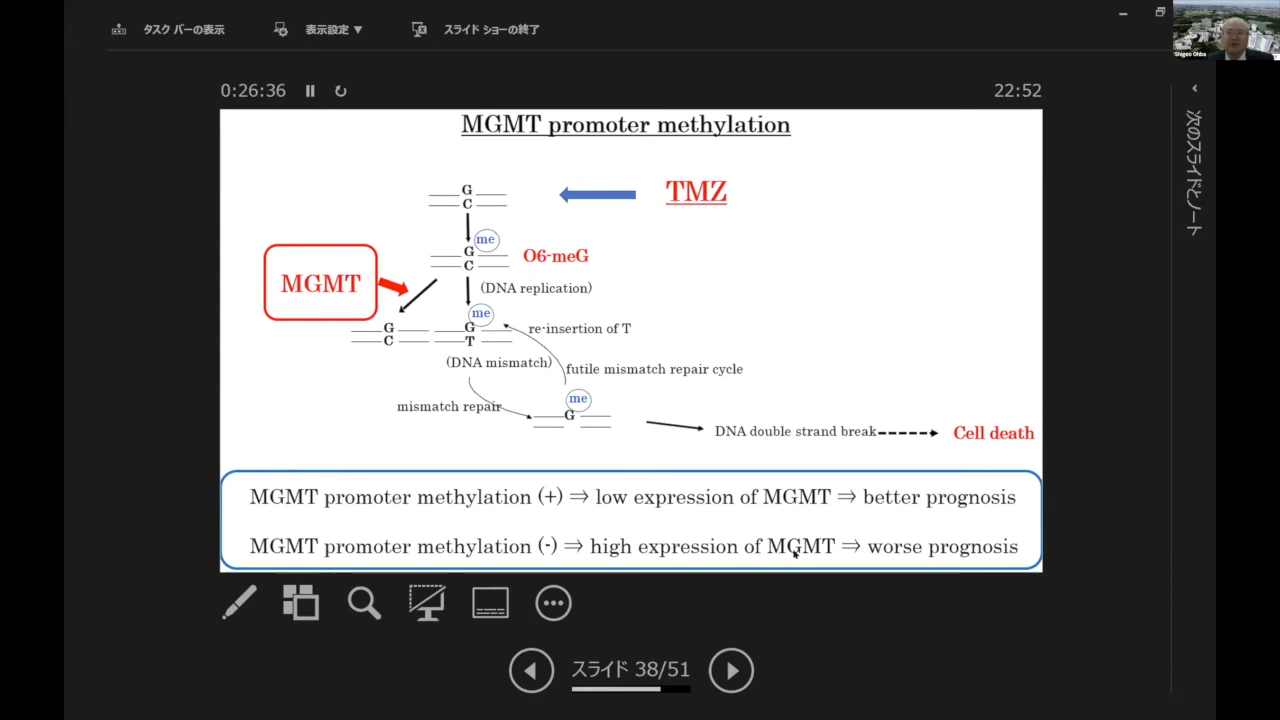 タスク バーの表示
表示設定 ▼
スライド ショーの終了
Shigeo Ohba
0:26:36
22:52
次のスライドとノート
MGMT promoter methylation
G
C
TMZ
me
G
C
O6-meG
MGMT
(DNA replication)
me
G
C
G
T
re-insertion of T
(DNA mismatch)
futile mismatch repair cycle
me
mismatch repair
G
DNA double strand break
Cell death
MGMT promoter methylation (+) ⇒ low expression of MGMT ⇒ better prognosis
MGMT promoter methylation (-) ⇒ high expression of MGMT ⇒ worse prognosis
スライド 38/51